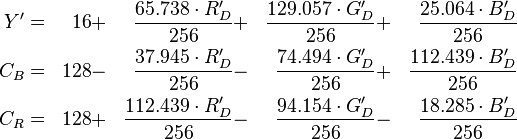 Y′ = 16+ 65.738 · R′_D/256 + 129.057 · G′_D/256 + 25.064 · B′_D/256
C_B = 128− 37.945 · R′_D/256 − 74.494 · G′_D/256 + 112.439 · B′_D/256
C_R = 128+ 112.439 · R′_D/256 − 94.154 · G′_D/256 − 18.285 · B′_D/256